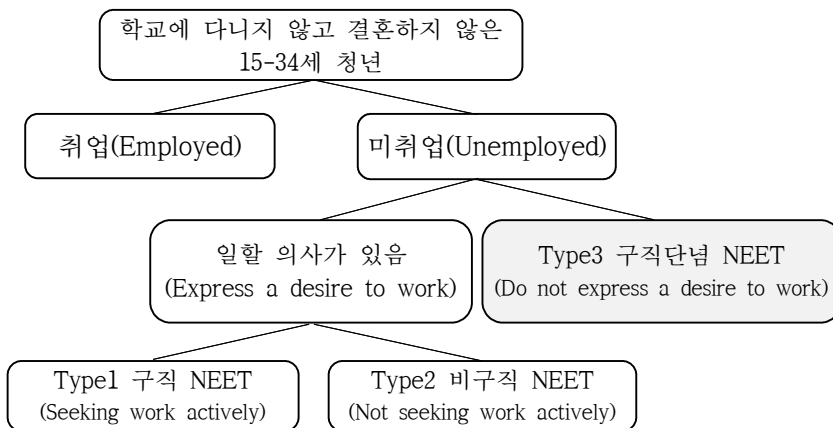 학교에 다니지 않고 결혼하지 않은
15-34세 청년
취업(Employed)
미취업(Unemployed)
일할 의사가 있음
(Express a desire to work)
Type3 구직단념 NEET
(Do not express a desire to work)
Type1 구직 NEET
(Seeking work actively)
Type2 비구직 NEET
(Not seeking work actively)